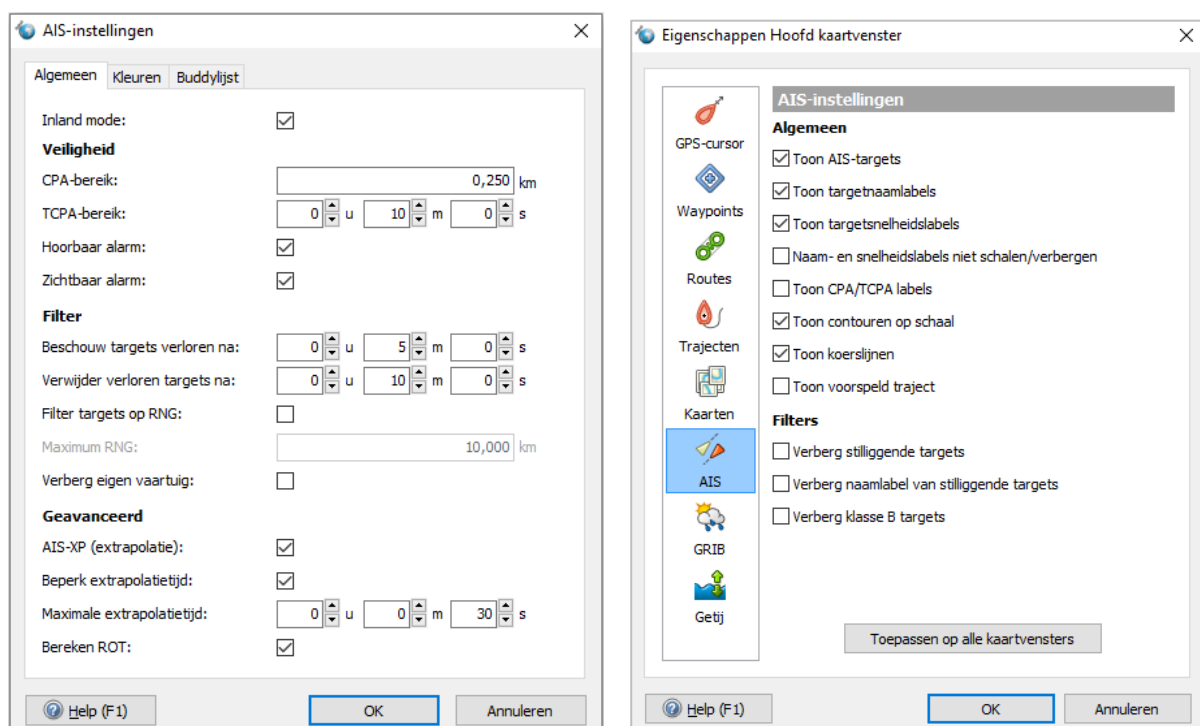 AIS-instellingen
Algemeen Kleuren Buddylijst
Inland mode:
Veiligheid
CPA-bereik: 0,250 km
TCPA-bereik: 0 u 10 m 0 s
Hoorbaar alarm:
Zichtbaar alarm:
Filter
Beschouw targets verloren na: 0 u 5 m 0 s
Verwijder verloren targets na: 0 u 10 m 0 s
Filter targets op RNG:
Maximum RNG: 10,000 km
Verberg eigen vaartuig:
Geavanceerd
AIS-XP (extrapolatie):
Beperk extrapolatietijd:
Maximale extrapolatietijd: 0 u 0 m 30 s
Bereken ROT:
Help (F1) OK Annuleren
Eigenschappen Hoofd kaartvenster
GPS-cursor
Waypoints
Routes
Trajecten
Kaarten
AIS
GRIB
Getij
AIS-instellingen
Algemeen
Toon AIS-targets
Toon targetnaamlabels
Toon targetsnelheidslabels
Naam- en snelheidslabels niet schalen/verbergen
Toon CPA/TCPA labels
Toon contouren op schaal
Toon koerslijnen
Toon voorspeld traject
Filters
Verberg stilliggende targets
Verberg naamlabel van stilliggende targets
Verberg klasse B targets
Toepassen op alle kaartvensters
Help (F1) OK Annuleren